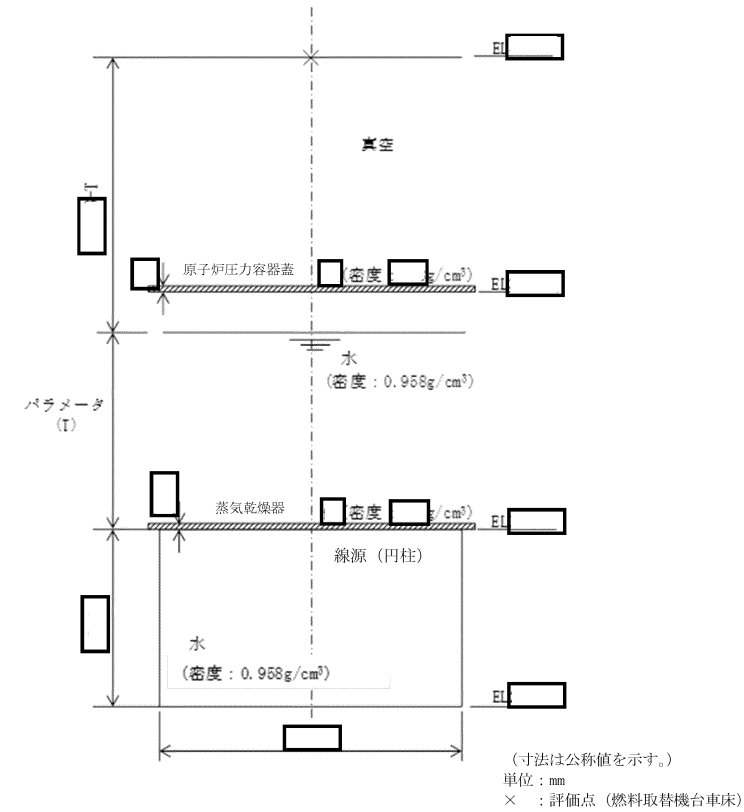 EL
真空
-T
原子炉圧力容器蓋
(密度: g/cm³)
EL
水
(密度:0.958g/cm³)
パラメータ
(T)
蒸気乾燥器
(密度 g/cm³)
EL
線源(円柱)
水
(密度:0.958g/cm³)
EL
(寸法は公称値を示す。)
単位:mm
× :評価点(燃料取替機台車床)